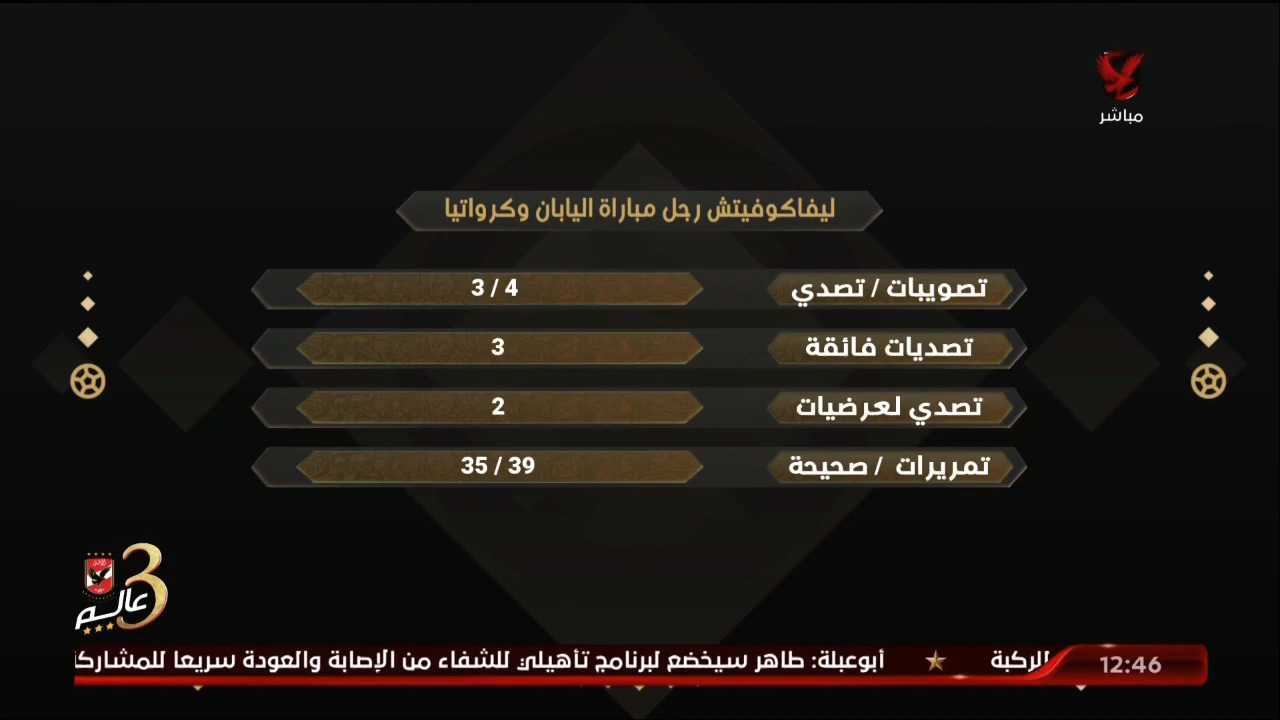 مباشر
ليفاكوفيتش رجل مباراة اليابان وكرواتيا
تصويبات / تصدي
3 / 4
تصديات فائقة
3
تصدي لعرضيات
2
تمريرات / صحيحة
35 / 39
3
عالم
12:46
الركبة ★ أبوعبلة: طاهر سيخضع لبرنامج تأهيلي للشفاء من الإصابة والعودة سريعا للمشارك